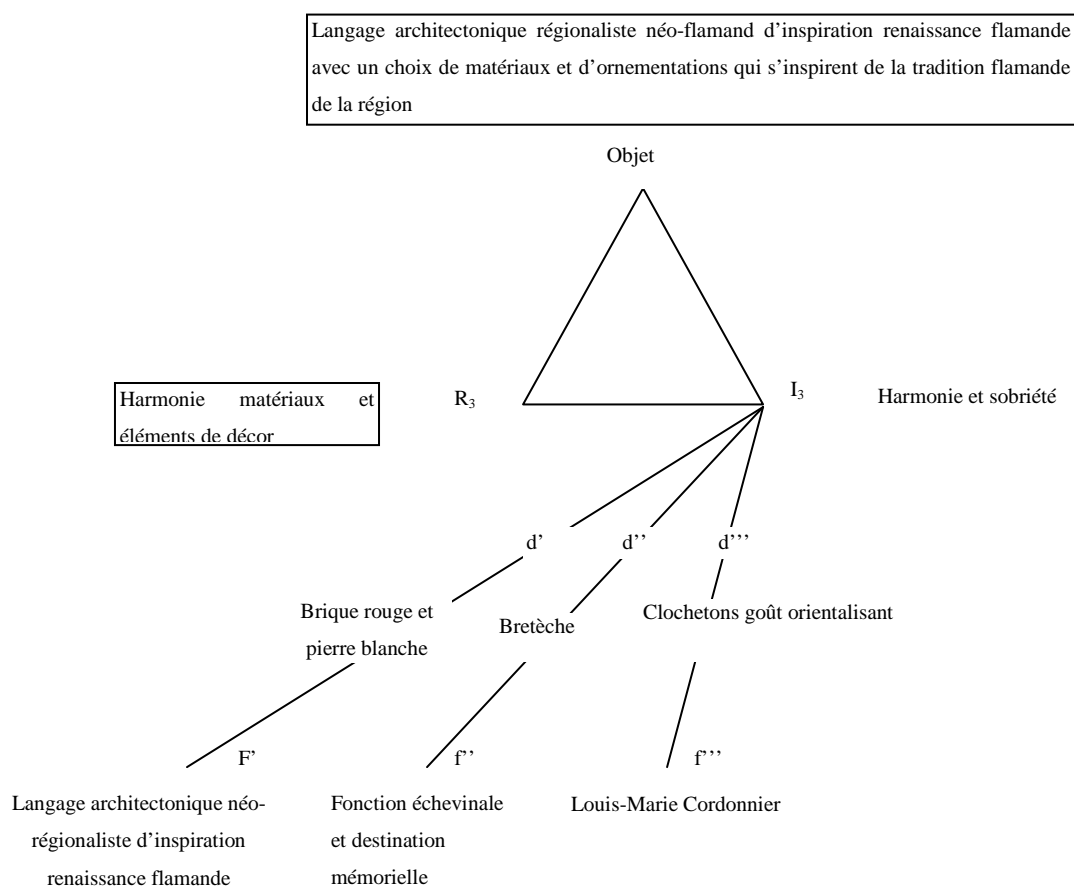 Langage architectonique régionaliste néo-flamand d’inspiration renaissance flamande
avec un choix de matériaux et d’ornementations qui s’inspirent de la tradition flamande
de la région
Objet
Harmonie matériaux et
éléments de décor
R₃
I₃
Harmonie et sobriété
d’
d’’
d’’’
Brique rouge et
pierre blanche
Bretèche
Clochetons goût orientalisant
F’
f’’
f’’’
Langage architectonique néo-
régionaliste d’inspiration
renaissance flamande
Fonction échevinale
et destination
mémorielle
Louis-Marie Cordonnier